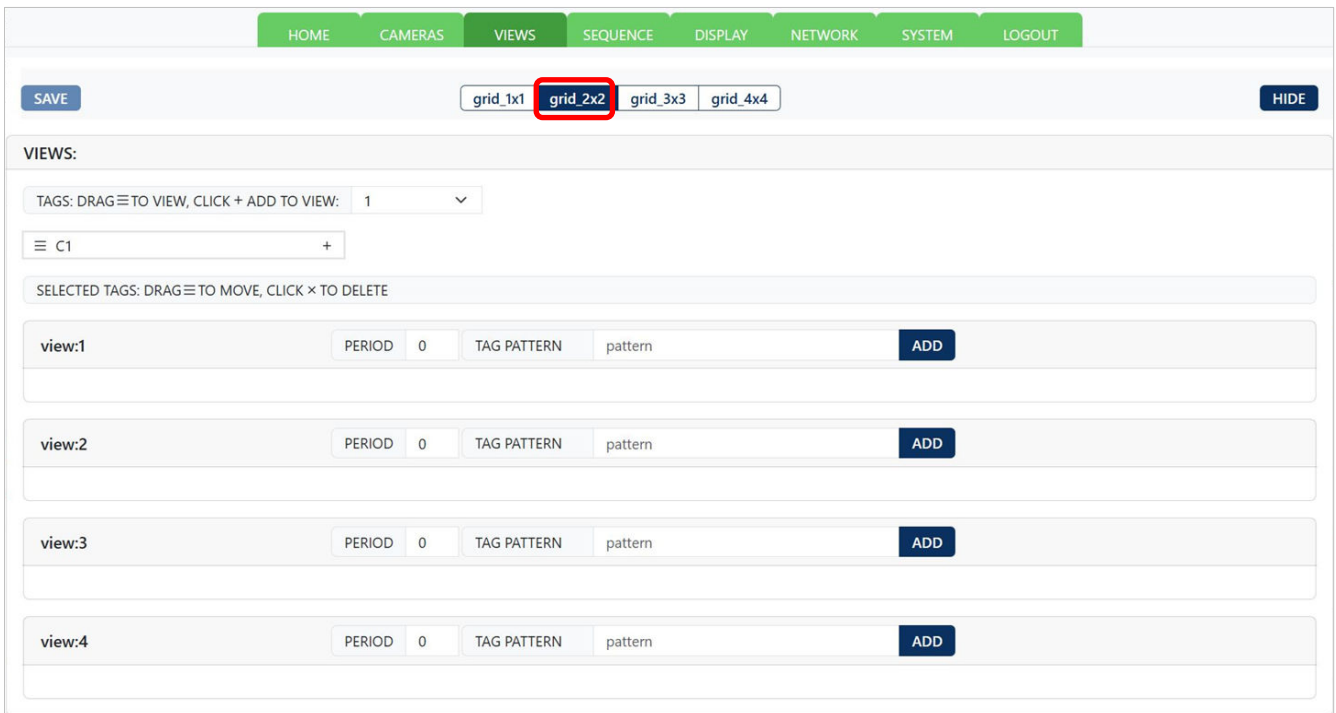 HOME CAMERAS VIEWS SEQUENCE DISPLAY NETWORK SYSTEM LOGOUT
SAVE grid_1x1 grid_2x2 grid_3x3 grid_4x4 HIDE
VIEWS:
TAGS: DRAG☰TO VIEW, CLICK + ADD TO VIEW: 1
☰ C1 +
SELECTED TAGS: DRAG☰TO MOVE, CLICK × TO DELETE
view:1 PERIOD 0 TAG PATTERN pattern ADD
view:2 PERIOD 0 TAG PATTERN pattern ADD
view:3 PERIOD 0 TAG PATTERN pattern ADD
view:4 PERIOD 0 TAG PATTERN pattern ADD